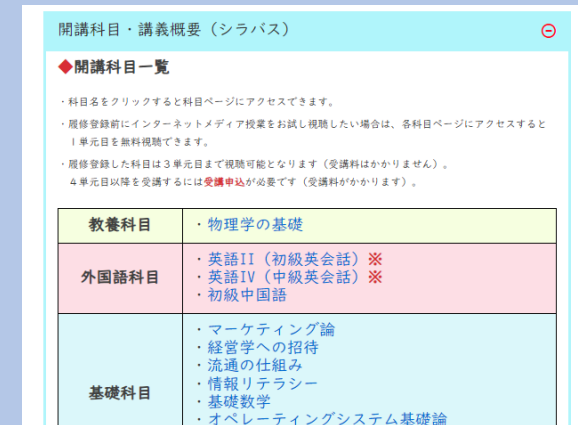 開講科目・講義概要（シラバス）
◆開講科目一覧
・科目名をクリックすると科目ページにアクセスできます。
・履修登録前にインターネットメディア授業をお試し視聴したい場合は、各科目ページにアクセスすると
１単元目を無料視聴できます。
・履修登録した科目は３単元目まで視聴可能となります（受講料はかかりません）。
４単元目以降を受講するには受講申込が必要です（受講料がかかります）。
教養科目
・物理学の基礎
外国語科目
・英語II（初級英会話）※
・英語IV（中級英会話）※
・初級中国語
基礎科目
・マーケティング論
・経営学への招待
・流通の仕組み
・情報リテラシー
・基礎数学
・オペレーティングシステム基礎論